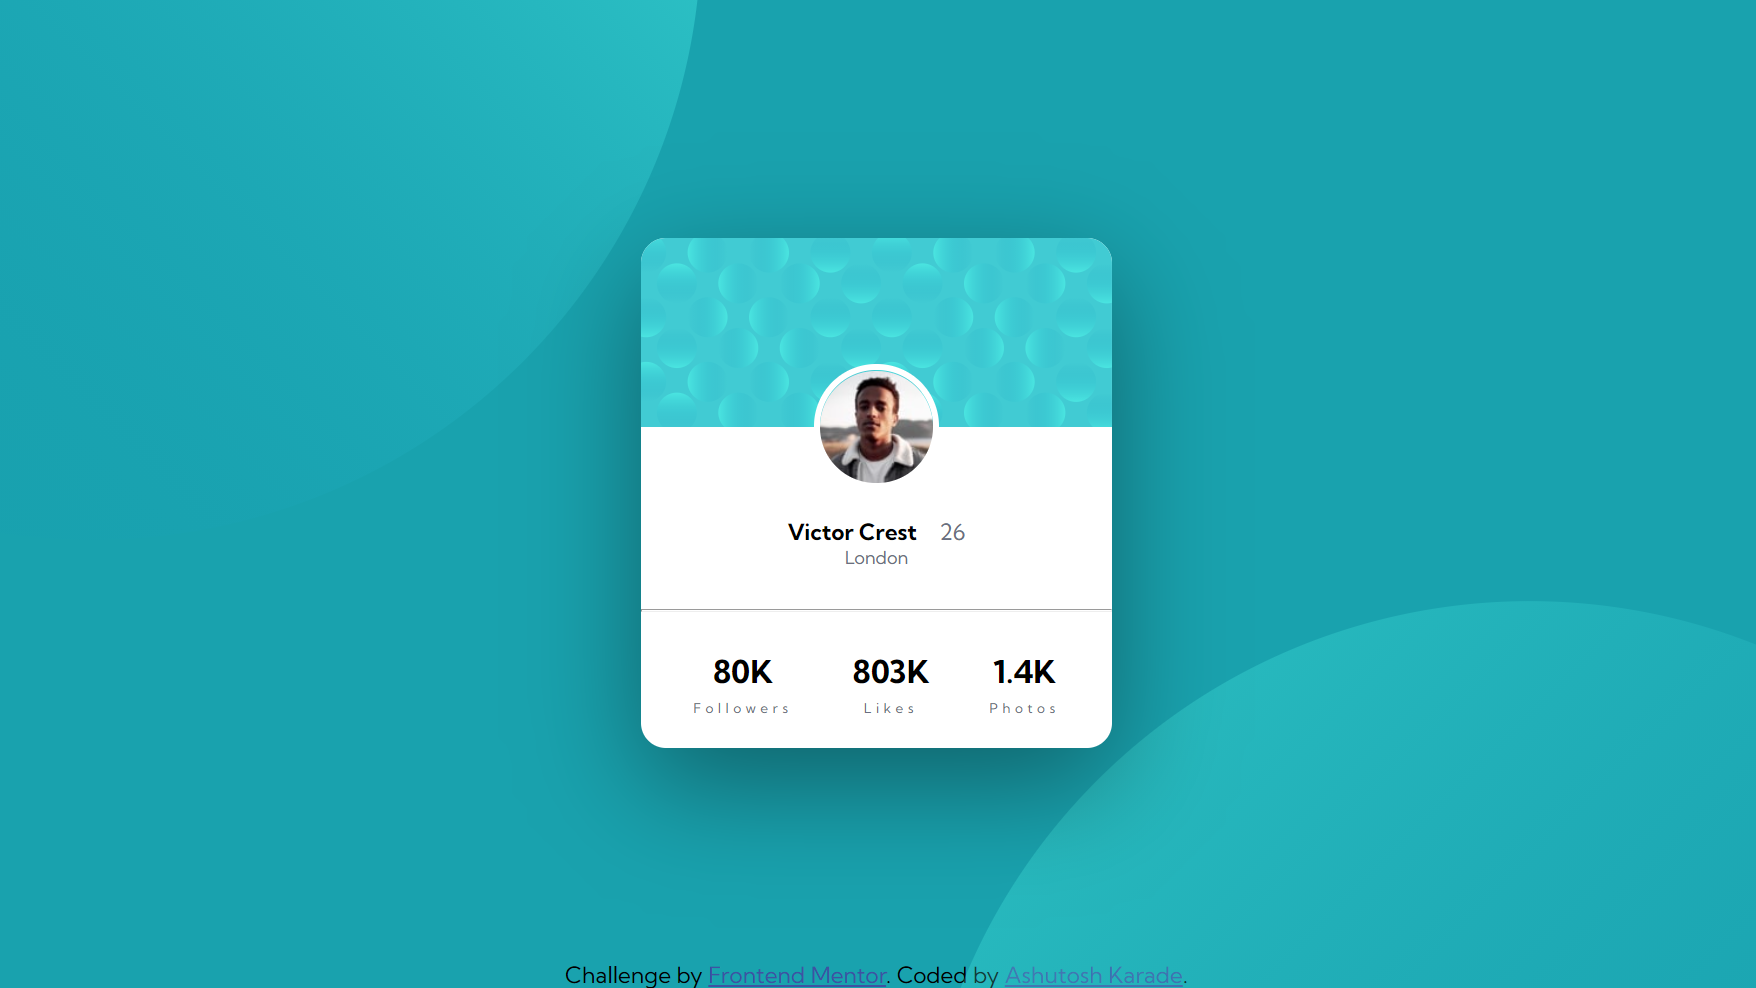 Victor Crest 26
London
80K 803K 1.4K
Followers Likes Photos
Challenge by Frontend Mentor. Coded by Ashutosh Karade.